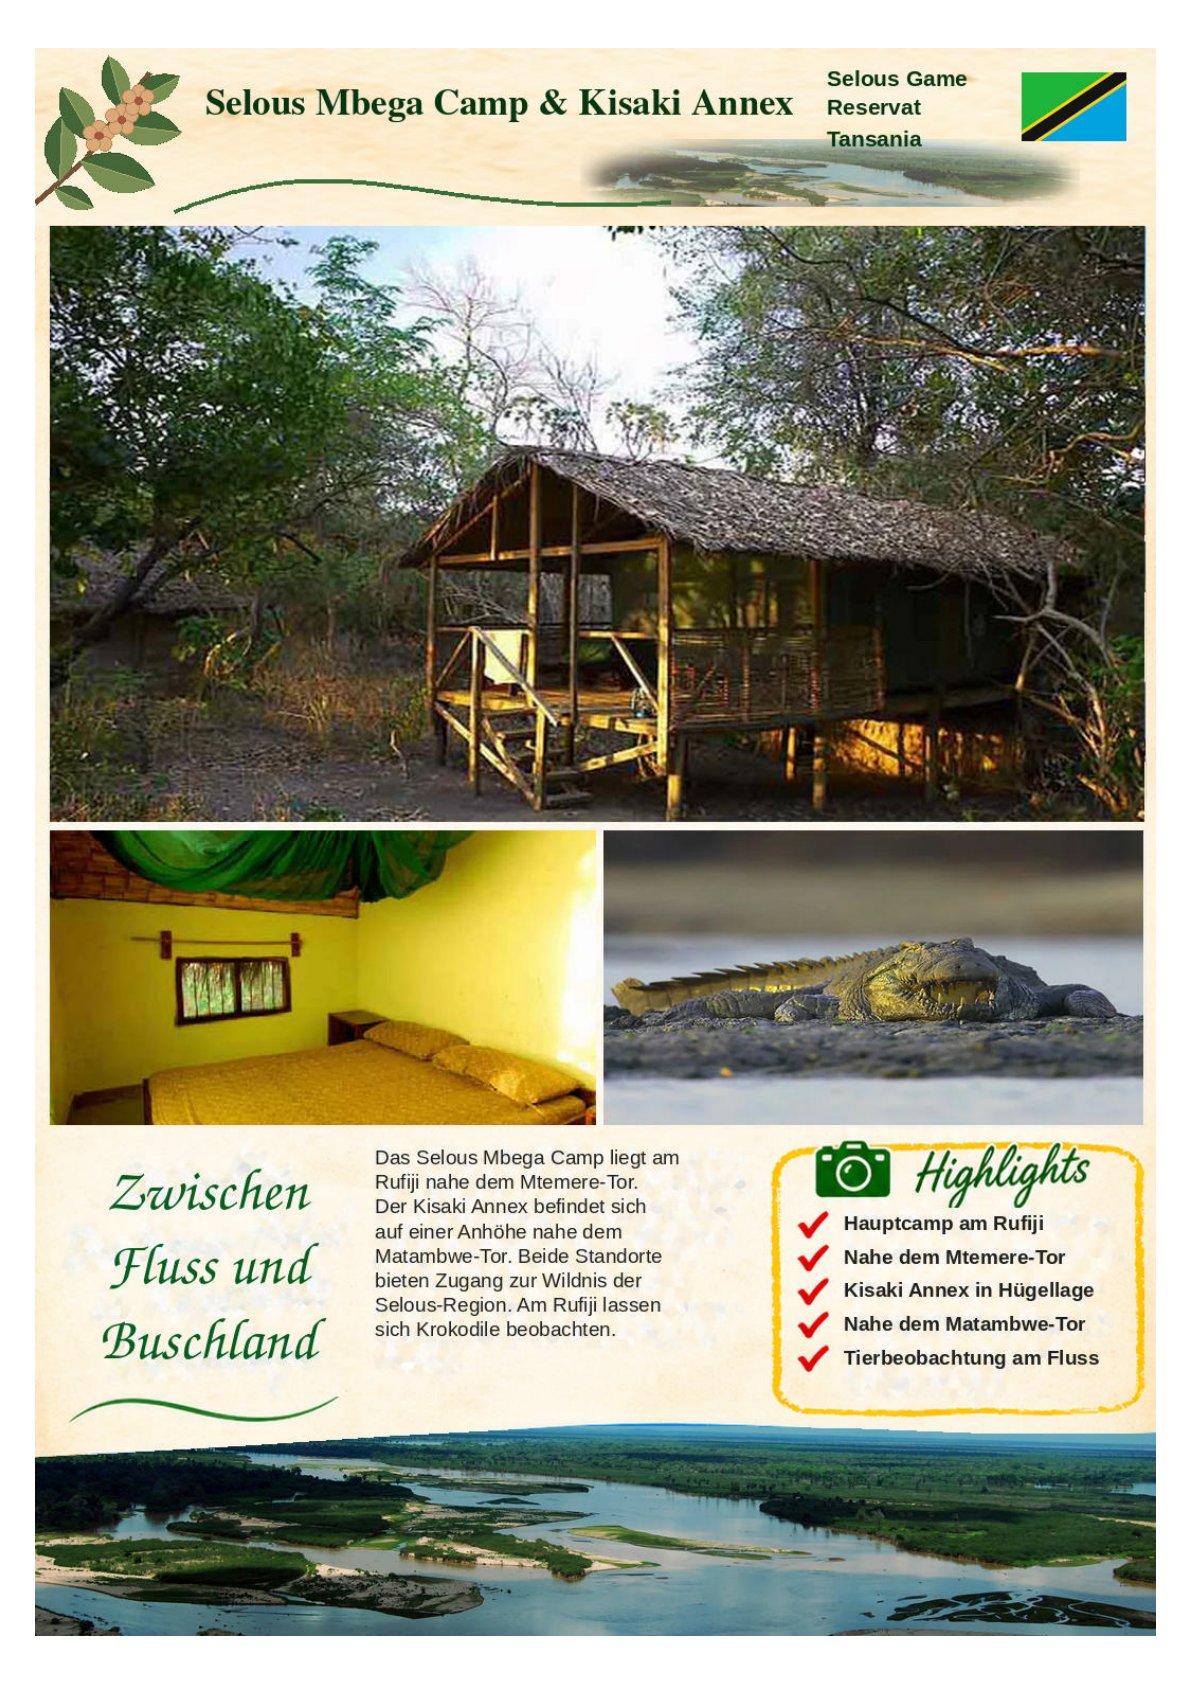 Selous Mbega Camp & Kisaki Annex
Selous Game
Reservat
Tansania
Zwischen
Fluss und
Buschland
Das Selous Mbega Camp liegt am
Rufiji nahe dem Mtemere-Tor.
Der Kisaki Annex befindet sich
auf einer Anhöhe nahe dem
Matambwe-Tor. Beide Standorte
bieten Zugang zur Wildnis der
Selous-Region. Am Rufiji lassen
sich Krokodile beobachten.
Highlights
Hauptcamp am Rufiji
Nahe dem Mtemere-Tor
Kisaki Annex in Hügellage
Nahe dem Matambwe-Tor
Tierbeobachtung am Fluss